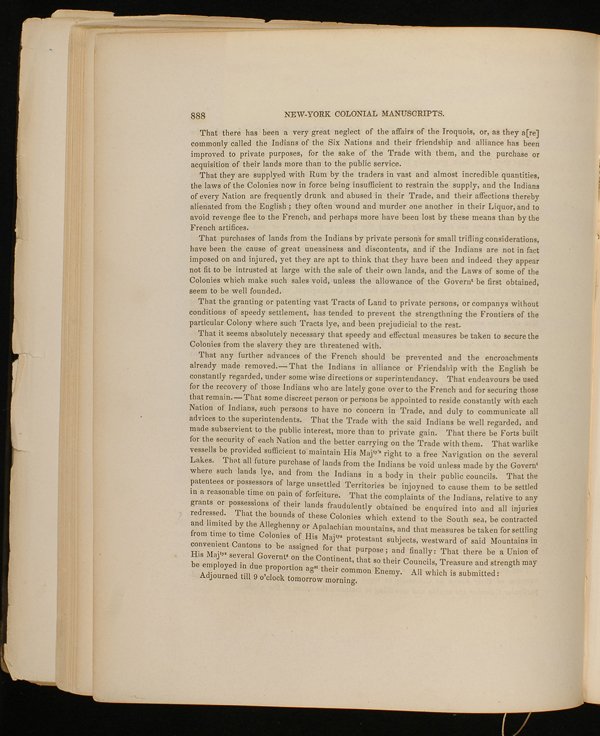 888 NEW-YORK COLONIAL MANUSCRIPTS.
That there has been a very great neglect of the affairs of the Iroquois, or, as they a[re]
commonly called the Indians of the Six Nations and their friendship and alliance has been
improved to private purposes, for the sake of the Trade with them, and the purchase or
acquisition of their lands more than to the public service.
That they are supplyed with Rum by the traders in vast and almost incredible quantities,
the laws of the Colonies now in force being insufficient to restrain the supply, and the Indians
of every Nation are frequently drunk and abused in their Trade, and their affections thereby
alienated from the English; they often wound and murder one another in their Liquor, and to
avoid revenge flee to the French, and perhaps more have been lost by these means than by the
French artifices.
That purchases of lands from the Indians by private persons for small trifling considerations,
have been the cause of great uneasiness and discontents, and if the Indians are not in fact
imposed on and injured, yet they are apt to think that they have been and indeed they appear
not fit to be intrusted at large with the sale of their own lands, and the Laws of some of the
Colonies which make such sales void, unless the allowance of the Governᵗ be first obtained,
seem to be well founded.
That the granting or patenting vast Tracts of Land to private persons, or companys without
conditions of speedy settlement, has tended to prevent the strengthning the Frontiers of the
particular Colony where such Tracts lye, and been prejudicial to the rest.
That it seems absolutely necessary that speedy and effectual measures be taken to secure the
Colonies from the slavery they are threatened with.
That any further advances of the French should be prevented and the encroachments
already made removed.—That the Indians in alliance or Friendship with the English be
constantly regarded, under some wise directions or superintendancy. That endeavours be used
for the recovery of those Indians who are lately gone over to the French and for securing those
that remain.—That some discreet person or persons be appointed to reside constantly with each
Nation of Indians, such persons to have no concern in Trade, and duly to communicate all
advices to the superintendents. That the Trade with the said Indians be well regarded, and
made subservient to the public interest, more than to private gain. That there be Forts built
for the security of each Nation and the better carrying on the Trade with them. That warlike
vessells be provided sufficient to maintain His Majᵗʸˢ right to a free Navigation on the several
Lakes. That all future purchase of lands from the Indians be void unless made by the Governᵗ
where such lands lye, and from the Indians in a body in their public councils. That the
patentees or possessors of large unsettled Territories be injoyned to cause them to be settled
in a reasonable time on pain of forfeiture. That the complaints of the Indians, relative to any
grants or possessions of their lands fraudulently obtained be enquired into and all injuries
redressed. That the bounds of these Colonies which extend to the South sea, be contracted
and limited by the Alleghenny or Apalachian mountains, and that measures be taken for settling
from time to time Colonies of His Majᵗʸˢ protestant subjects, westward of said Mountains in
convenient Cantons to be assigned for that purpose; and finally: That there be a Union of
His Majᵗʸˢ several Governᵗˢ on the Continent, that so their Councils, Treasure and strength may
be employed in due proportion agˢᵗ their common Enemy. All which is submitted:
Adjourned till 9 o'clock tomorrow morning.